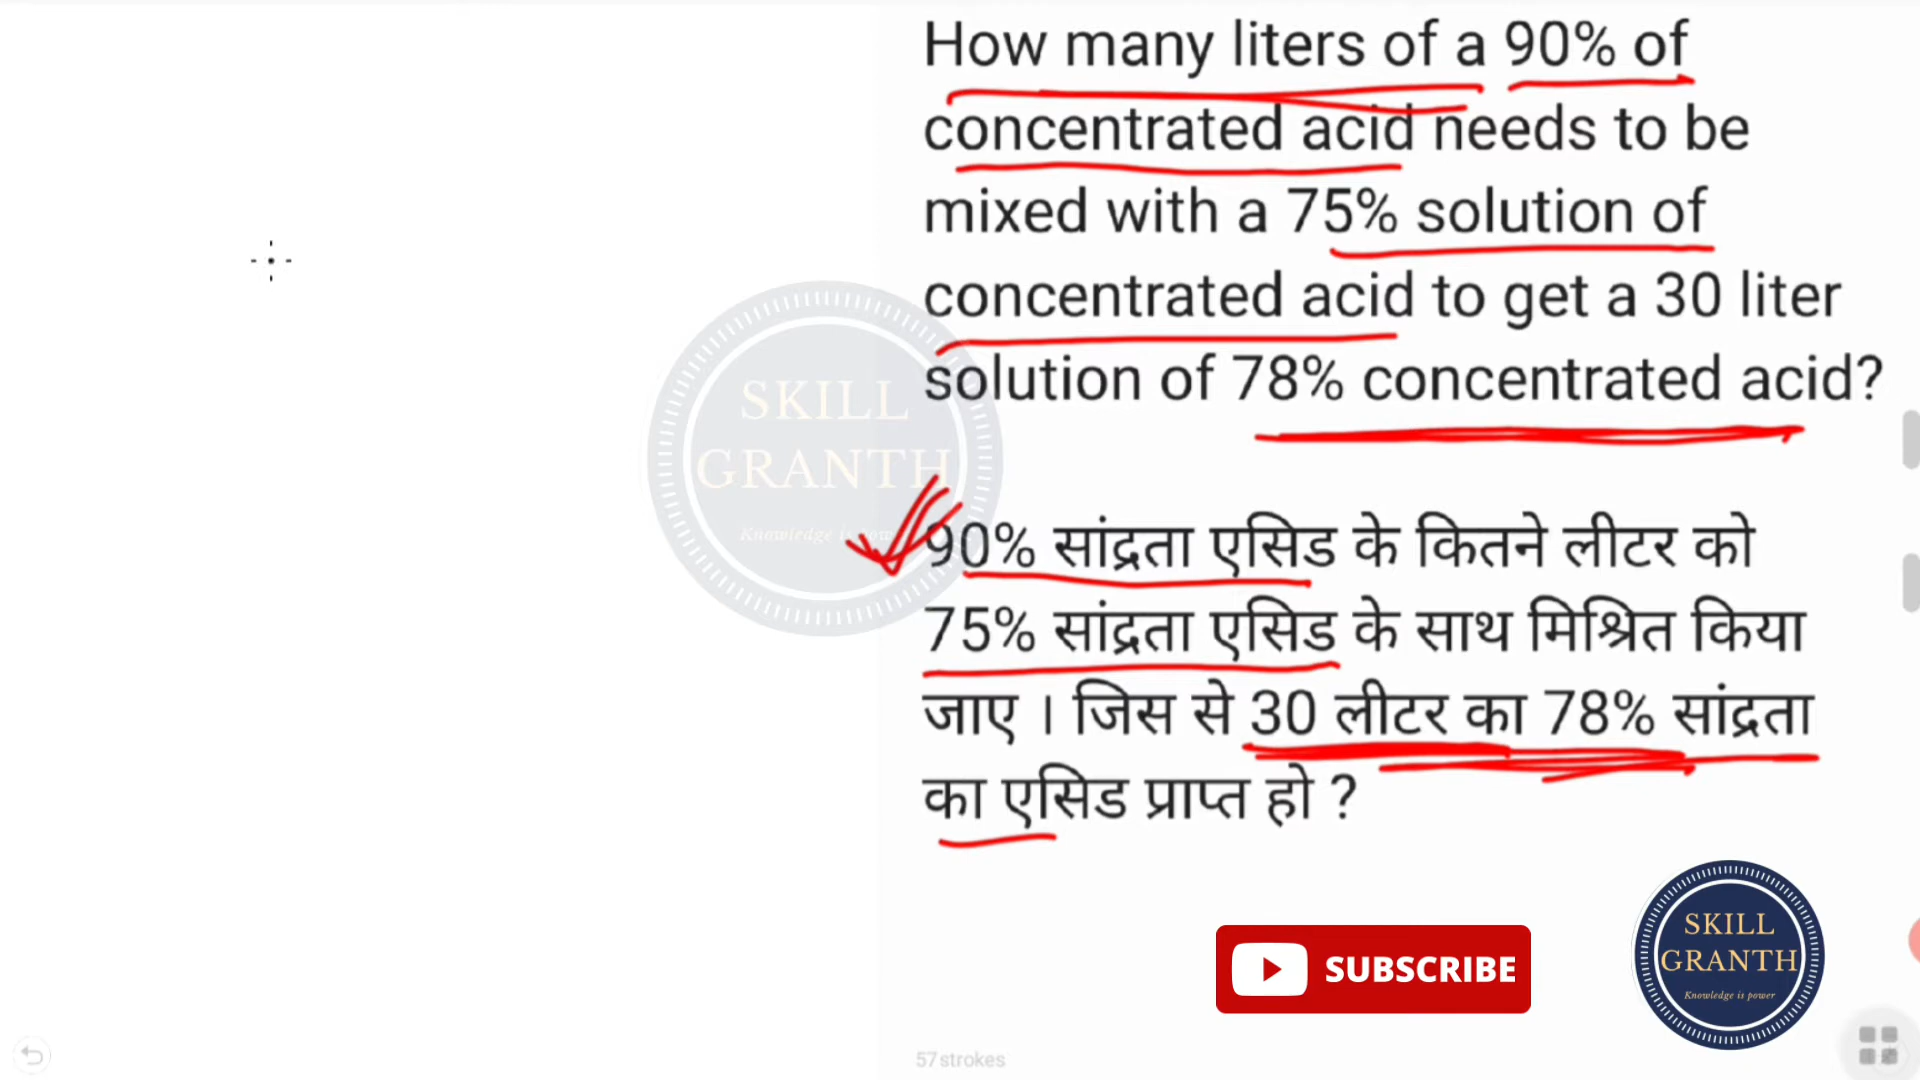 How many liters of a 90% of
concentrated acid needs to be
mixed with a 75% solution of
concentrated acid to get a 30 liter
solution of 78% concentrated acid?
SKILL
GRANTH
Knowledge is
90% सांद्रता एसिड के कितने लीटर को
75% सांद्रता एसिड के साथ मिश्रित किया
जाए । जिस से 30 लीटर का 78% सांद्रता
का एसिड प्राप्त हो ?
SUBSCRIBE
SKILL
GRANTH
Knowledge is power
57 strokes